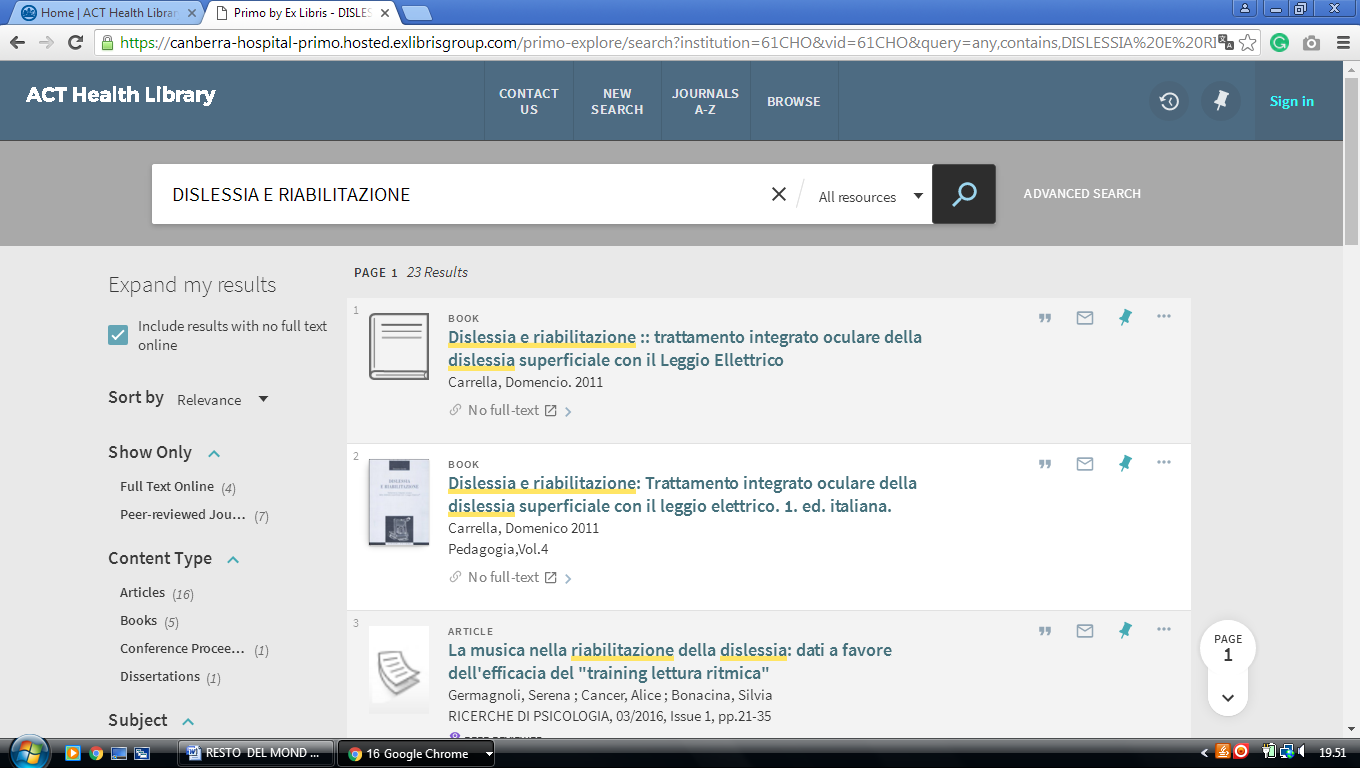 Home | ACT Health Librar
Primo by Ex Libris - DISLES
https://canberra-hospital-primo.hosted.exlibrisgroup.com/primo-explore/search?institution=61CHO&vid=61CHO&query=any,contains,DISLESSIA%20E%20RI
ACT Health Library
CONTACT US
NEW SEARCH
JOURNALS A-Z
BROWSE
Sign in
DISLESSIA E RIABILITAZIONE
All resources
ADVANCED SEARCH
Expand my results
Include results with no full text
online
Sort by Relevance
Show Only
Full Text Online (4)
Peer-reviewed Jou... (7)
Content Type
Articles (16)
Books (5)
Conference Procee... (1)
Dissertations (1)
Subject
PAGE 1 23 Results
1
BOOK
Dislessia e riabilitazione :: trattamento integrato oculare della
dislessia superficiale con il Leggio Ellettrico
Carrella, Domencio. 2011
No full-text
2
DISLESSIA
E RIABILITAZIONE
BOOK
Dislessia e riabilitazione: Trattamento integrato oculare della
dislessia superficiale con il leggio elettrico. 1. ed. italiana.
Carrella, Domenico 2011
Pedagogia,Vol.4
No full-text
3
ARTICLE
La musica nella riabilitazione della dislessia: dati a favore
dell'efficacia del "training lettura ritmica"
Germagnoli, Serena ; Cancer, Alice ; Bonacina, Silvia
RICERCHE DI PSICOLOGIA, 03/2016, Issue 1, pp.21-35
PEER REVIEWED
PAGE
1
RESTO DEL MOND ...
16 Google Chrome
19.51